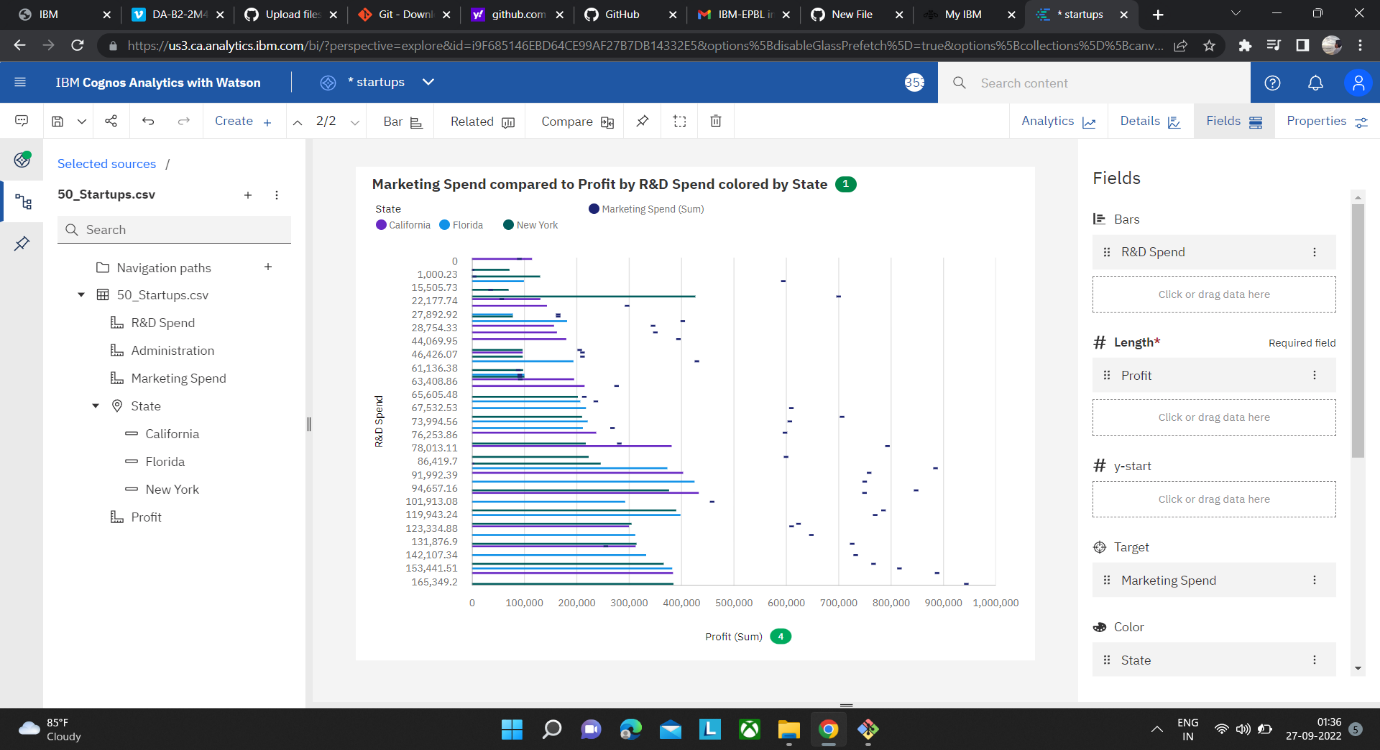 IBM
DA-B2-2M4
Upload files
Git - Downl
github.com
GitHub
IBM-EPBL in
New File
My IBM
* startups
https://us3.ca.analytics.ibm.com/bi/?perspective=explore&id=i9F685146EBD64CE99AF27B7DB14332E5&options%5BdisableGlassPrefetch%5D=true&options%5Bcollections%5D%5Bcanv...
IBM Cognos Analytics with Watson
* startups
353
Search content
Create
2/2
Bar
Related
Compare
Analytics
Details
Fields
Properties
Selected sources /
50_Startups.csv
Search
Navigation paths
50_Startups.csv
R&D Spend
Administration
Marketing Spend
State
California
Florida
New York
Profit
Marketing Spend compared to Profit by R&D Spend colored by State 1
State
Marketing Spend (Sum)
California Florida New York
R&D Spend
0
1,000.23
15,505.73
22,177.74
27,892.92
28,754.33
44,069.95
46,426.07
61,136.38
63,408.86
65,605.48
67,532.53
73,994.56
76,253.86
78,013.11
86,419.7
91,992.39
94,657.16
101,913.08
119,943.24
123,334.88
131,876.9
142,107.34
153,441.51
165,349.2
0 100,000 200,000 300,000 400,000 500,000 600,000 700,000 800,000 900,000 1,000,000
Profit (Sum) 4
Fields
Bars
R&D Spend
Click or drag data here
# Length* Required field
Profit
Click or drag data here
# y-start
Click or drag data here
Target
Marketing Spend
Color
State
85°F
Cloudy
L
ENG
IN
01:36
27-09-2022
5